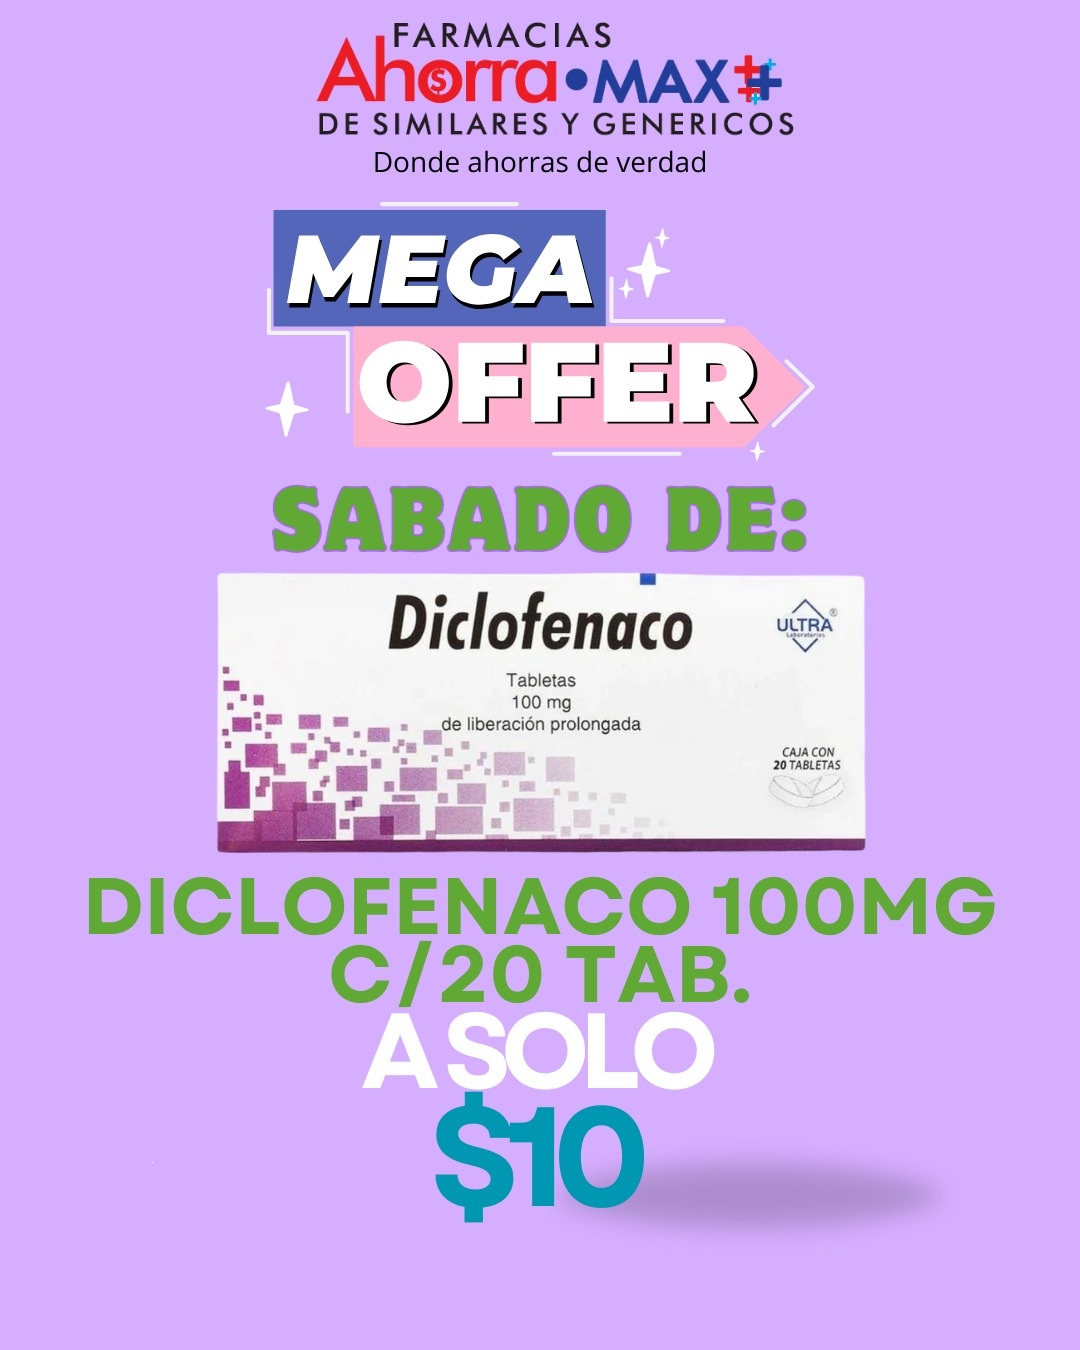 FARMACIAS
Ahorra•MAX
DE SIMILARES Y GENERICOS
Donde ahorras de verdad
MEGA
OFFER
SABADO DE:
Diclofenaco
ULTRA®
Laboratorios
Tabletas
100 mg
de liberación prolongada
CAJA CON
20 TABLETAS
DICLOFENACO 100MG
C/20 TAB.
A SOLO
$10